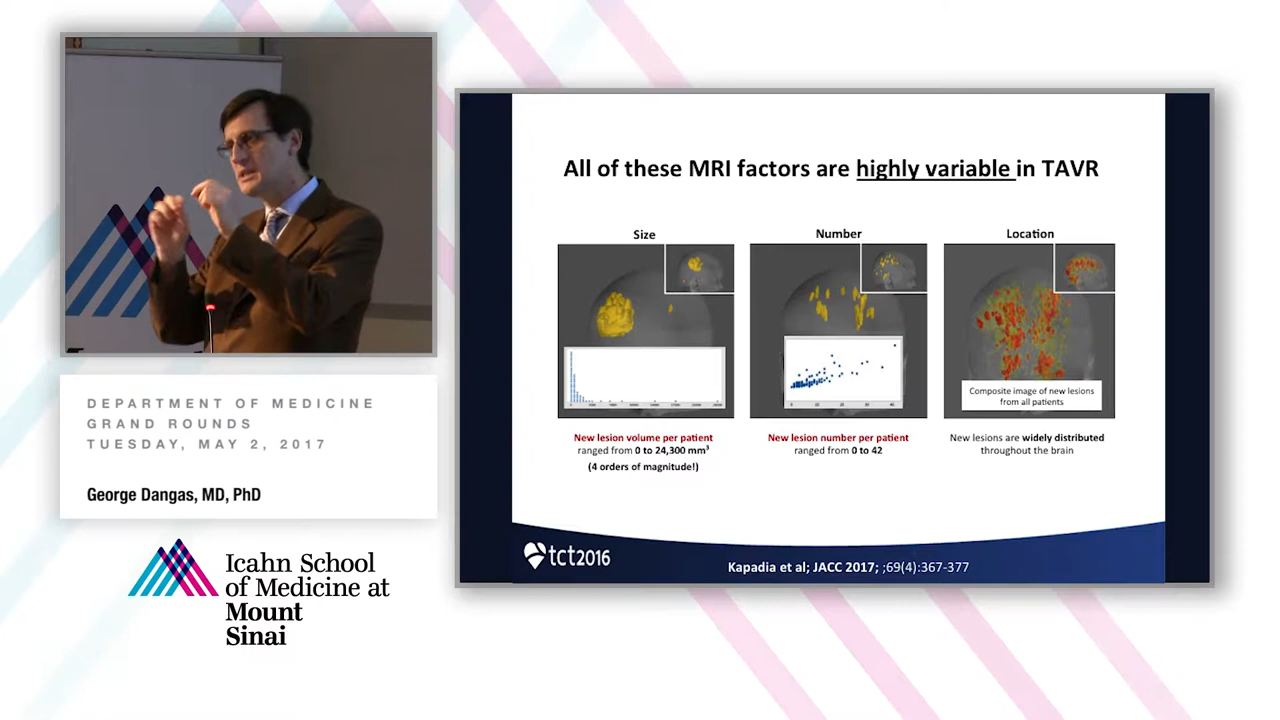 DEPARTMENT OF MEDICINE
GRAND ROUNDS
TUESDAY, MAY 2, 2017
George Dangas, MD, PhD
Icahn School
of Medicine at
Mount
Sinai
All of these MRI factors are highly variable in TAVR
Size
New lesion volume per patient
ranged from 0 to 24,300 mm³
(4 orders of magnitude!)
Number
New lesion number per patient
ranged from 0 to 42
Location
Composite image of new lesions
from all patients
New lesions are widely distributed
throughout the brain
tct2016
Kapadia et al; JACC 2017; ;69(4):367-377